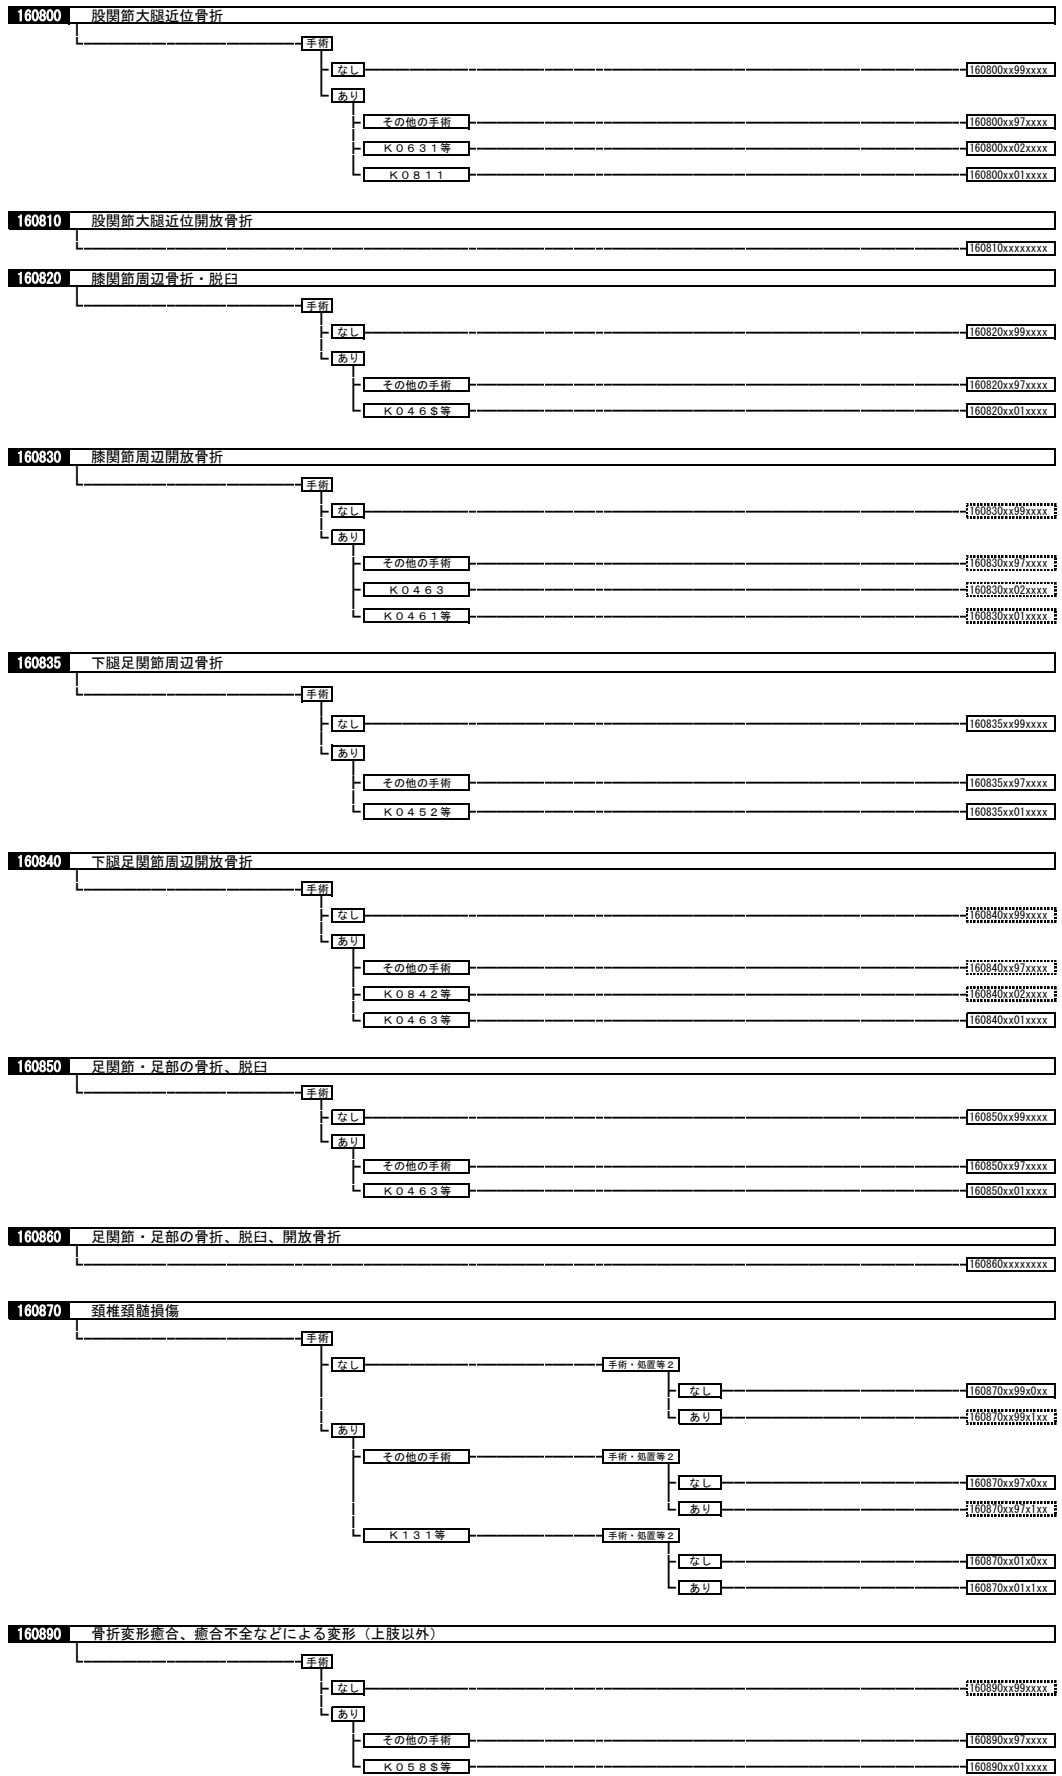 160800 股関節大腿近位骨折
手術
なし 160800xx99xxxx
あり
その他の手術 160800xx97xxxx
Ｋ０６３１等 160800xx02xxxx
Ｋ０８１１ 160800xx01xxxx
160810 股関節大腿近位開放骨折
160810xxxxxxxx
160820 膝関節周辺骨折・脱臼
手術
なし 160820xx99xxxx
あり
その他の手術 160820xx97xxxx
Ｋ０４６＄等 160820xx01xxxx
160830 膝関節周辺開放骨折
手術
なし 160830xx99xxxx
あり
その他の手術 160830xx97xxxx
Ｋ０４６３ 160830xx02xxxx
Ｋ０４６１等 160830xx01xxxx
160835 下腿足関節周辺骨折
手術
なし 160835xx99xxxx
あり
その他の手術 160835xx97xxxx
Ｋ０４５２等 160835xx01xxxx
160840 下腿足関節周辺開放骨折
手術
なし 160840xx99xxxx
あり
その他の手術 160840xx97xxxx
Ｋ０８４２等 160840xx02xxxx
Ｋ０４６３等 160840xx01xxxx
160850 足関節・足部の骨折、脱臼
手術
なし 160850xx99xxxx
あり
その他の手術 160850xx97xxxx
Ｋ０４６３等 160850xx01xxxx
160860 足関節・足部の骨折、脱臼、開放骨折
160860xxxxxxxx
160870 頚椎頚髄損傷
手術
なし 手術・処置等２
なし 160870xx99x0xx
あり 160870xx99x1xx
あり
その他の手術 手術・処置等２
なし 160870xx97x0xx
あり 160870xx97x1xx
Ｋ１３１等 手術・処置等２
なし 160870xx01x0xx
あり 160870xx01x1xx
160890 骨折変形癒合、癒合不全などによる変形（上肢以外）
手術
なし 160890xx99xxxx
あり
その他の手術 160890xx97xxxx
Ｋ０５８＄等 160890xx01xxxx